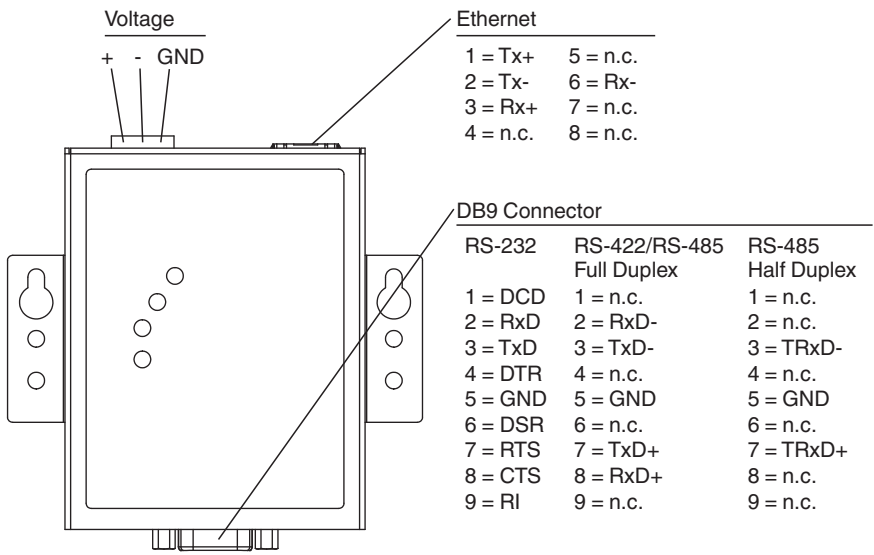 Voltage
+ - GND
Ethernet
1 = Tx+ 5 = n.c.
2 = Tx- 6 = Rx-
3 = Rx+ 7 = n.c.
4 = n.c. 8 = n.c.
DB9 Connector
RS-232 RS-422/RS-485 RS-485
Full Duplex Half Duplex
1 = DCD 1 = n.c. 1 = n.c.
2 = RxD 2 = RxD- 2 = n.c.
3 = TxD 3 = TxD- 3 = TRxD-
4 = DTR 4 = n.c. 4 = n.c.
5 = GND 5 = GND 5 = GND
6 = DSR 6 = n.c. 6 = n.c.
7 = RTS 7 = TxD+ 7 = TRxD+
8 = CTS 8 = RxD+ 8 = n.c.
9 = RI 9 = n.c. 9 = n.c.